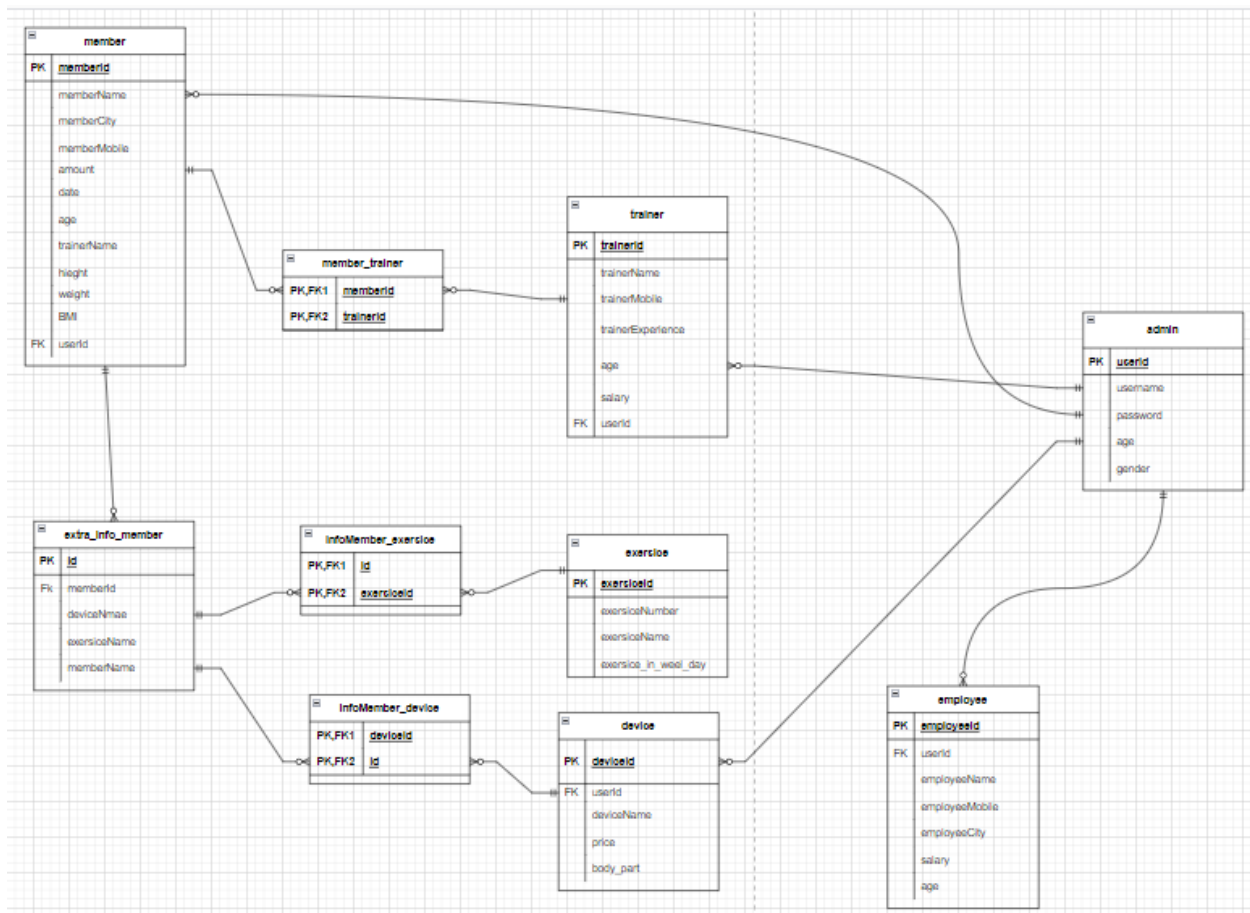 member
PK memberId
memberName
memberCity
memberMobile
amount
date
age
trainerName
hieght
weight
BMI
FK userId
member_trainer
PK,FK1 memberId
PK,FK2 trainerId
trainer
PK trainerId
trainerName
trainerMobile
trainerExperience
age
salary
FK userId
admin
PK userId
username
password
age
gender
extra_info_member
PK id
Fk memberId
deviceNmae
exersiceName
memberName
infoMember_exersice
PK,FK1 id
PK,FK2 exersiceId
exersice
PK exersiceId
exersiceNumber
exersiceName
exersice_in_weel_day
infoMember_device
PK,FK1 deviceId
PK,FK2 id
device
PK deviceId
FK userId
deviceName
price
body_part
employee
PK employeeId
FK userId
employeeName
employeeMobile
employeeCity
salary
age